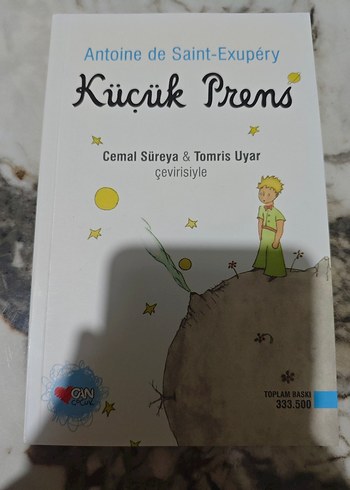 Antoine de Saint-Exupéry
Küçük Prens
Cemal Süreya & Tomris Uyar
çevirisiyle
CAN
TOPLAM BASKI
333.500